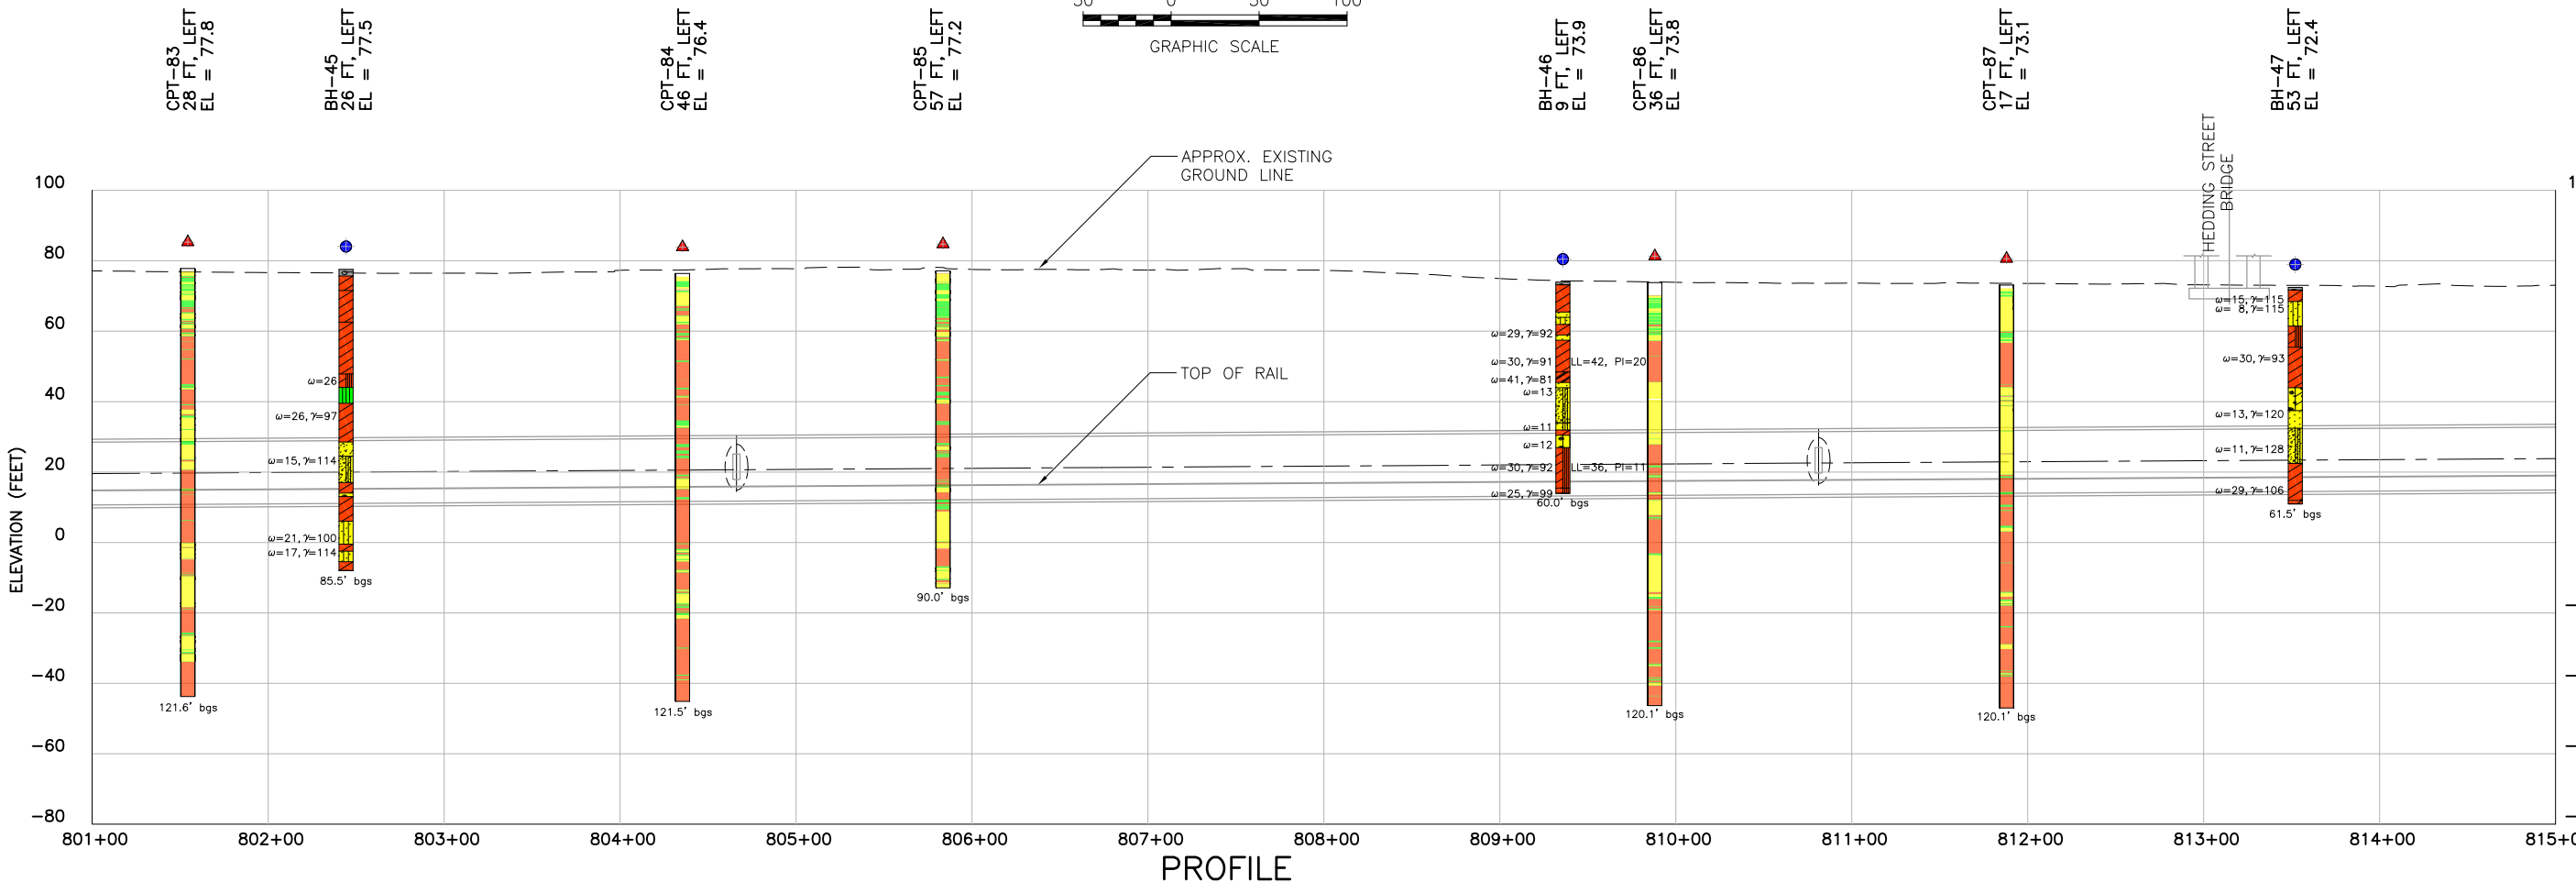 50 0 50 100
GRAPHIC SCALE
CPT-83
28 FT, LEFT
EL = 77.8
BH-45
26 FT, LEFT
EL = 77.5
CPT-84
46 FT, LEFT
EL = 76.4
CPT-85
57 FT, LEFT
EL = 77.2
BH-46
9 FT, LEFT
EL = 73.9
CPT-86
36 FT, LEFT
EL = 73.8
CPT-87
17 FT, LEFT
EL = 73.1
BH-47
53 FT, LEFT
EL = 72.4
HEDDING STREET
BRIDGE
APPROX. EXISTING
GROUND LINE
TOP OF RAIL
ELEVATION (FEET)
100
80
60
40
20
0
-20
-40
-60
-80
121.6' bgs
ω=26
ω=26,γ=97
ω=15,γ=114
ω=21,γ=100
ω=17,γ=114
85.5' bgs
121.5' bgs
90.0' bgs
ω=29,γ=92
ω=30,γ=91 LL=42, PI=20
ω=41,γ=81
ω=13
ω=11
ω=12
ω=30,γ=92 LL=36, PI=11
ω=25,γ=99
60.0' bgs
120.1' bgs
120.1' bgs
ω=15,γ=115
ω= 8,γ=115
ω=30,γ=93
ω=13,γ=120
ω=11,γ=128
ω=29,γ=106
61.5' bgs
801+00 802+00 803+00 804+00 805+00 806+00 807+00 808+00 809+00 810+00 811+00 812+00 813+00 814+00
PROFILE